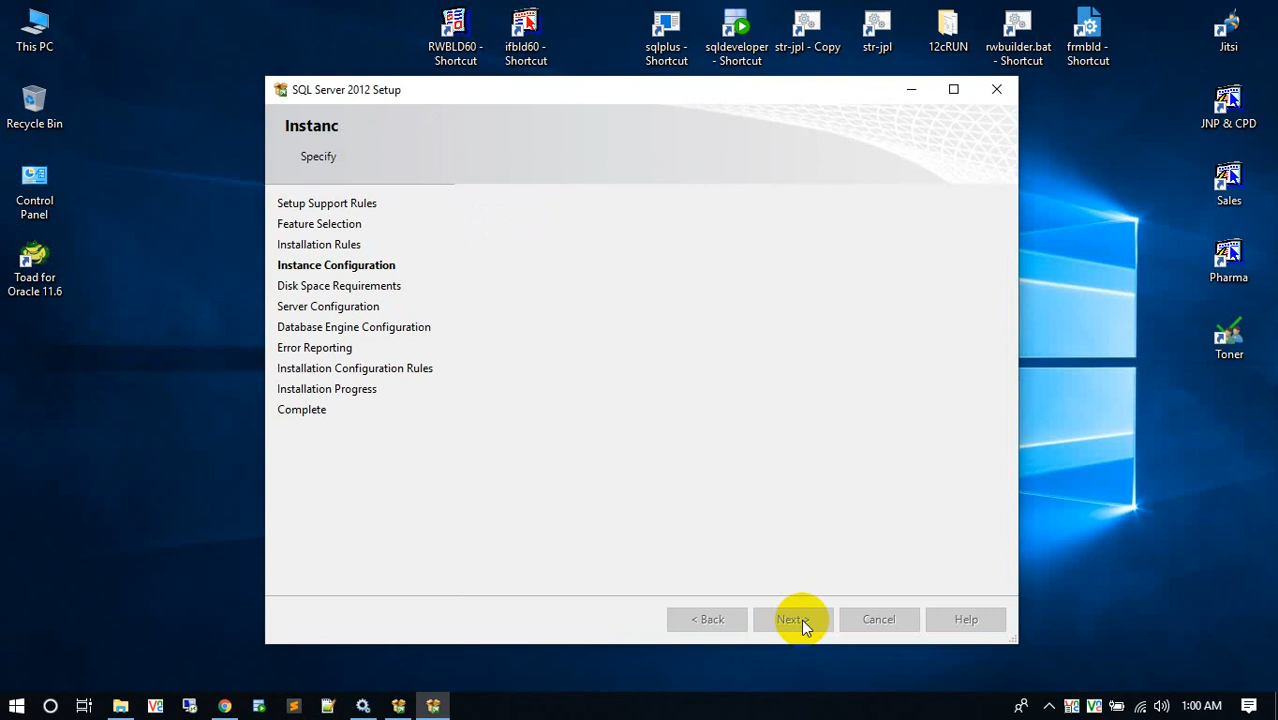 This PC
Recycle Bin
Control
Panel
Toad for
Oracle 11.6
RWBLD60 -
Shortcut
ifbld60 -
Shortcut
sqlplus -
Shortcut
sqldeveloper
- Shortcut
str-jpl - Copy
str-jpl
12cRUN
rwbuilder.bat
- Shortcut
frmbld -
Shortcut
Jitsi
JNP & CPD
Sales
Pharma
Toner
SQL Server 2012 Setup
Instanc
Specify
Setup Support Rules
Feature Selection
Installation Rules
Instance Configuration
Disk Space Requirements
Server Configuration
Database Engine Configuration
Error Reporting
Installation Configuration Rules
Installation Progress
Complete
< Back
Next >
Cancel
Help
1:00 AM